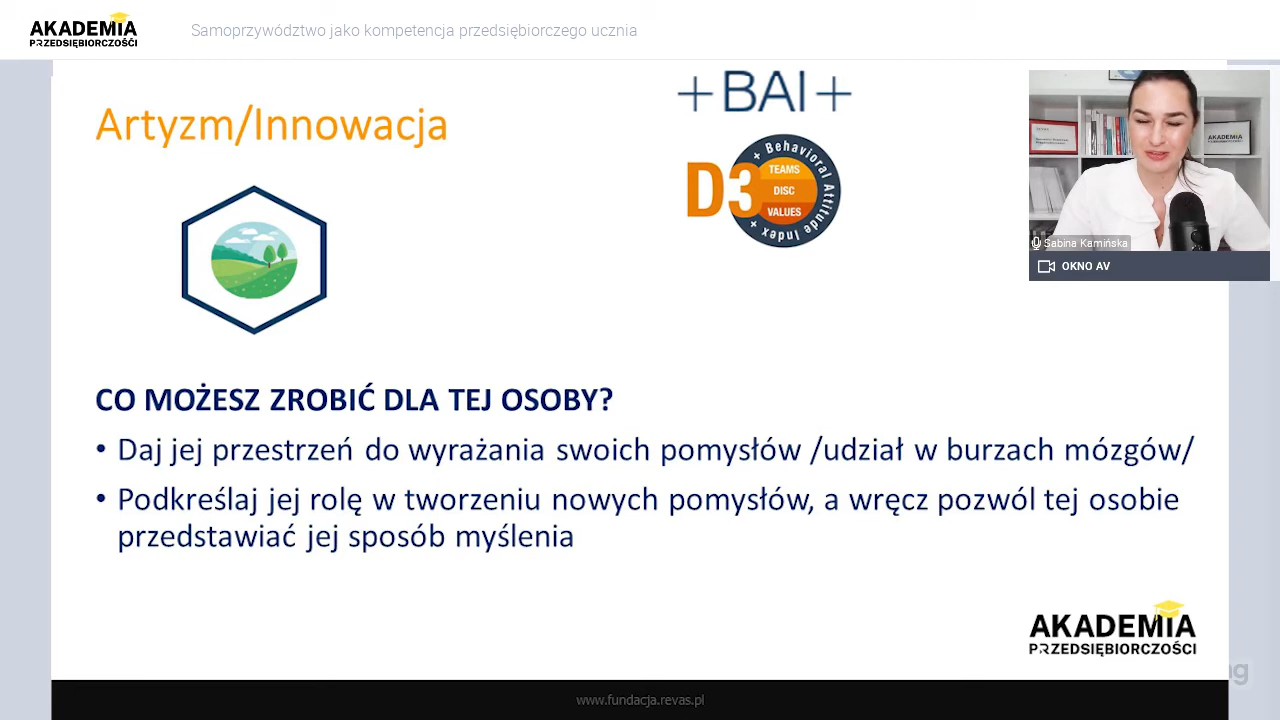 AKADEMIA
PRZEDSIĘBIORCZOŚCI
Samoprzywództwo jako kompetencja przedsiębiorczego ucznia
Artyzm/Innowacja
+BAI+
D3
+ Behavioral Attitude Index +
TEAMS
DISC
VALUES
AKADEMIA
Sabina Kamińska
OKNO AV
CO MOŻESZ ZROBIĆ DLA TEJ OSOBY?
• Daj jej przestrzeń do wyrażania swoich pomysłów /udział w burzach mózgów/
• Podkreślaj jej rolę w tworzeniu nowych pomysłów, a wręcz pozwól tej osobie
przedstawiać jej sposób myślenia
AKADEMIA
PRZEDSIĘBIORCZOŚCI
www.fundacja.revas.pl